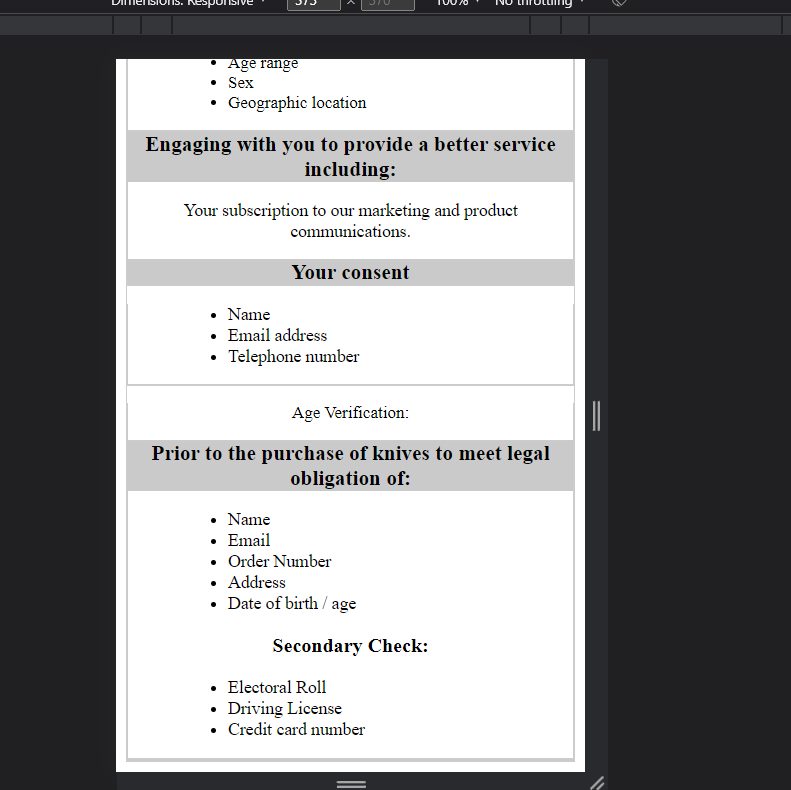 Dimensions: Responsive 375 × 570 100% No throttling
• Age range
• Sex
• Geographic location
Engaging with you to provide a better service
including:
Your subscription to our marketing and product
communications.
Your consent
• Name
• Email address
• Telephone number
Age Verification:
Prior to the purchase of knives to meet legal
obligation of:
• Name
• Email
• Order Number
• Address
• Date of birth / age
Secondary Check:
• Electoral Roll
• Driving License
• Credit card number